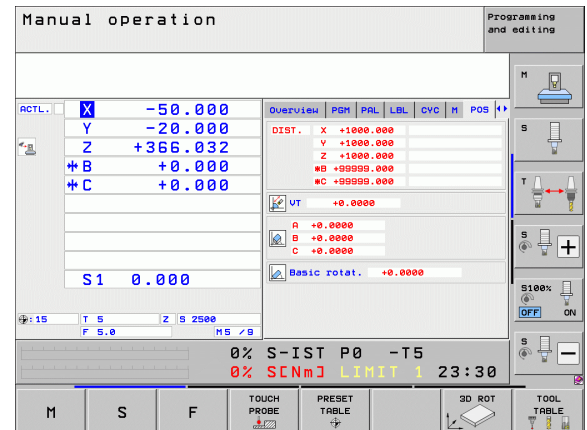 Manual operation
Programming
and editing
ACTL.
X -50.000
Y -20.000
Z +366.032
B +0.000
C +0.000
S1 0.000
:15 T 5 Z S 2500
F 5.0 M5 /9
Overview PGM PAL LBL CYC M POS
DIST. X +1000.000
Y +1000.000
Z +1000.000
*B +99999.000
*C +99999.000
VT +0.0000
A +0.0000
B +0.0000
C +0.0000
Basic rotat. +0.0000
0% S-IST P0 -T5
0% S[Nm] LIMIT 1 23:30
M
S
T
S
+
S100%
OFF ON
S
−
M
S
F
TOUCH
PROBE
PRESET
TABLE
3D ROT
TOOL
TABLE